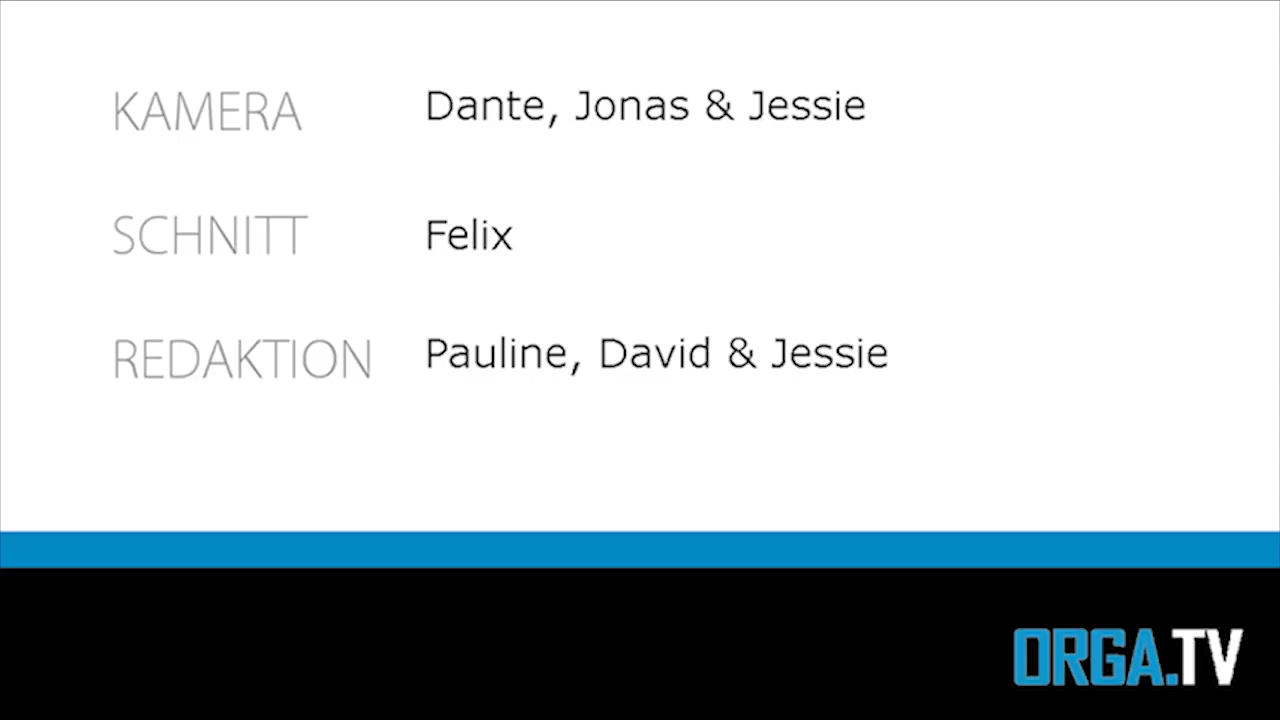 KAMERA Dante, Jonas & Jessie
SCHNITT Felix
REDAKTION Pauline, David & Jessie
ORGA.TV